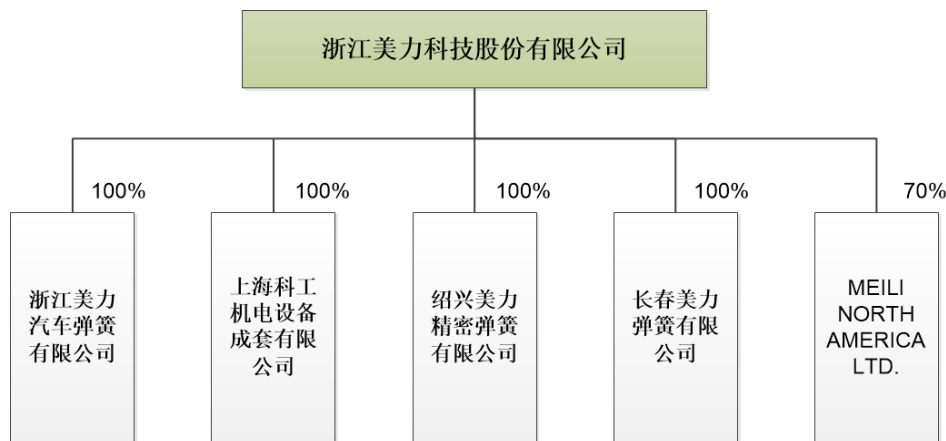 浙江美力科技股份有限公司
100%
100%
100%
100%
70%
浙江美力
汽车弹簧
有限公司
上海科工
机电设备
成套有限
公司
绍兴美力
精密弹簧
有限公司
长春美力
弹簧有限
公司
MEILI
NORTH
AMERICA
LTD.